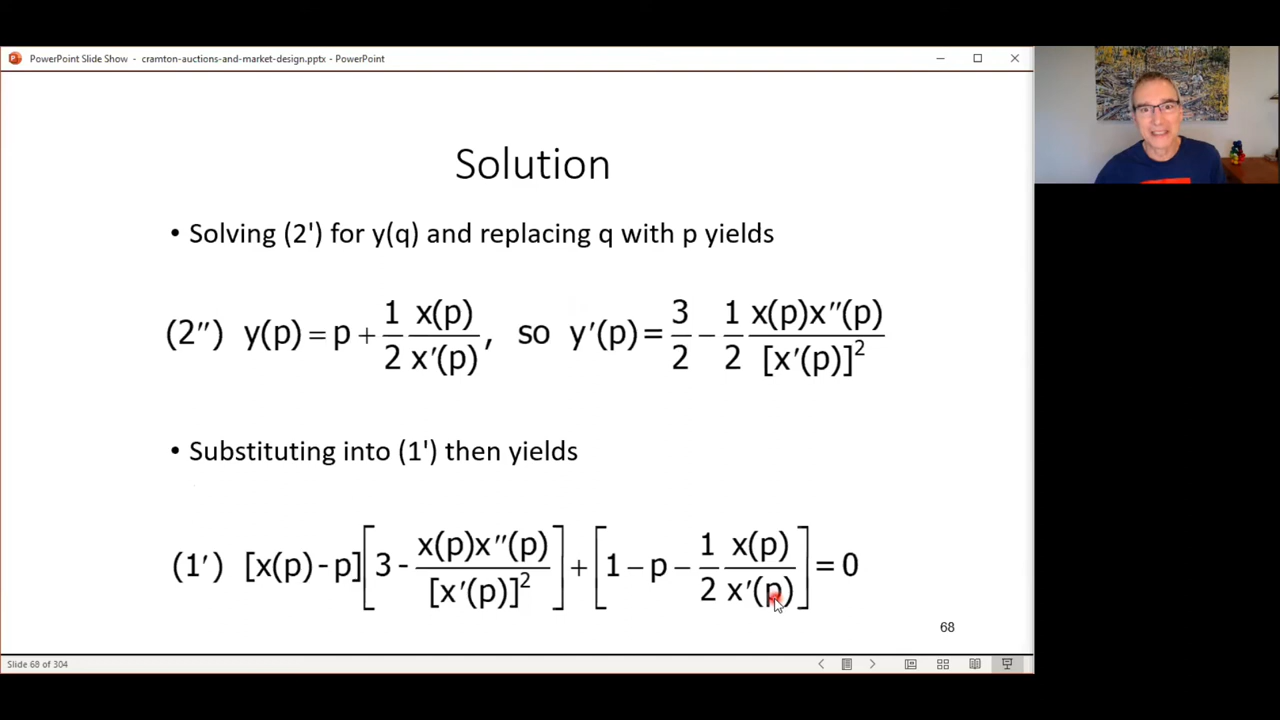 PowerPoint Slide Show - cramton-auctions-and-market-design.pptx - PowerPoint
Solution
• Solving (2') for y(q) and replacing q with p yields
(2″) y(p) = p + 1/2 x(p)/x′(p), so y′(p) = 3/2 − 1/2 x(p)x″(p)/[x′(p)]²
• Substituting into (1') then yields
(1′) [x(p) - p][3 - x(p)x″(p)/[x′(p)]²] + [1 − p − 1/2 x(p)/x′(p)] = 0
68
Slide 68 of 304